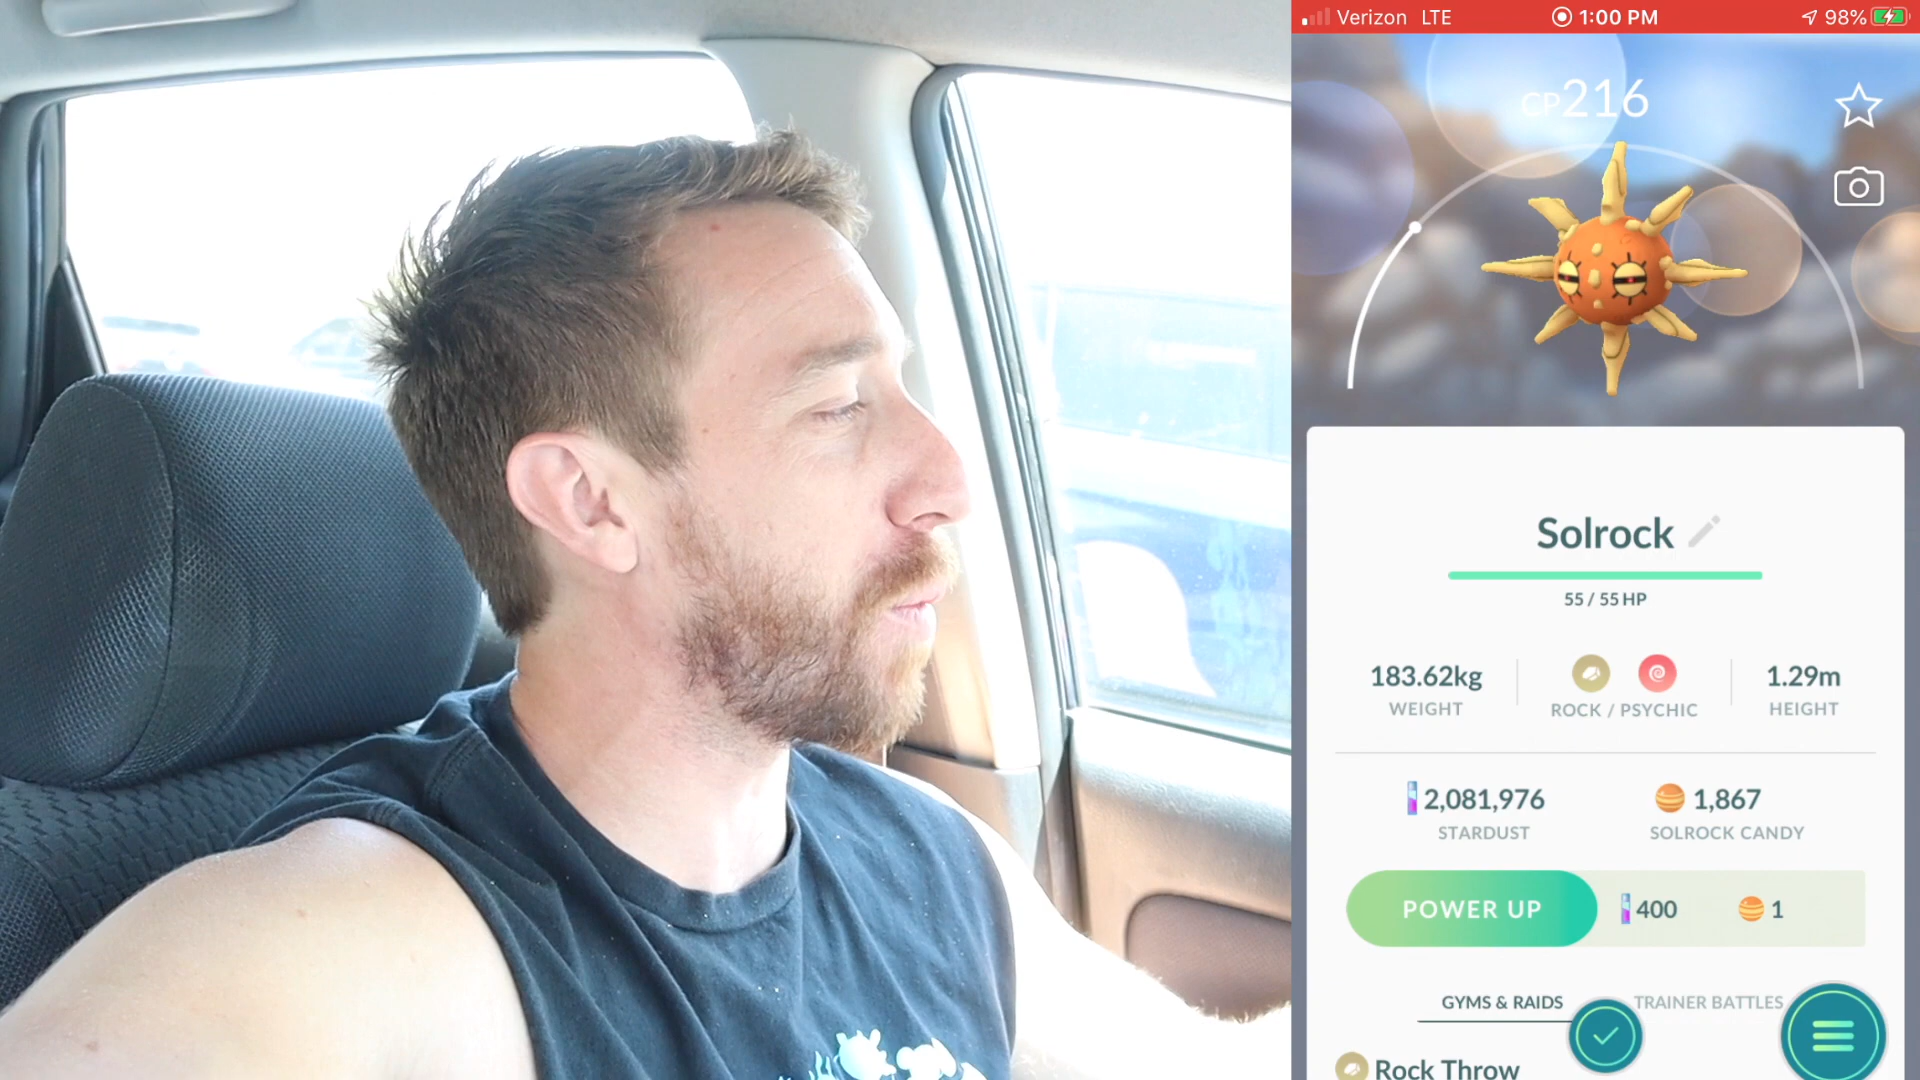 Verizon LTE 1:00 PM 98%
CP216
Solrock
55 / 55 HP
183.62kg
WEIGHT
ROCK / PSYCHIC
1.29m
HEIGHT
2,081,976
STARDUST
1,867
SOLROCK CANDY
POWER UP 400 1
GYMS & RAIDS TRAINER BATTLES
Rock Throw